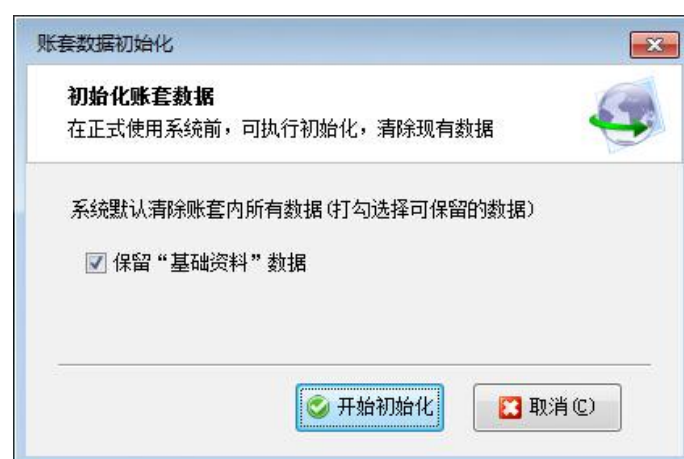 账套数据初始化
初始化账套数据
在正式使用系统前，可执行初始化，清除现有数据
系统默认清除账套内所有数据(打勾选择可保留的数据)
保留“基础资料”数据
开始初始化
取消(C)